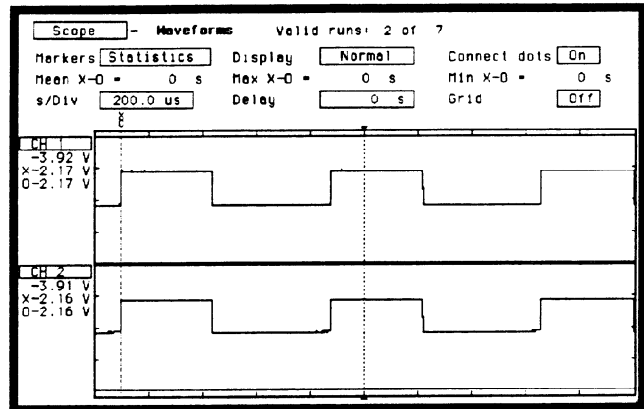 Scope - Waveforms Valid runs: 2 of 7
Markers Statistics Display Normal Connect dots On
Mean X-O = 0 s Max X-O = 0 s Min X-O = 0 s
s/Div 200.0 us Delay 0 s Grid Off
CH 1
-3.92 V
X-2.17 V
O-2.17 V
CH 2
-3.91 V
X-2.16 V
O-2.16 V